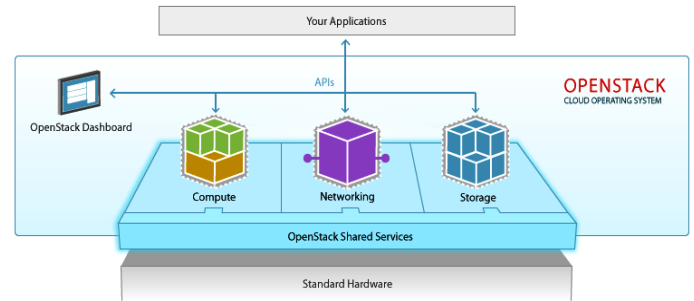 Your Applications
APIs
OPENSTACK
CLOUD OPERATING SYSTEM
OpenStack Dashboard
Compute
Networking
Storage
OpenStack Shared Services
Standard Hardware